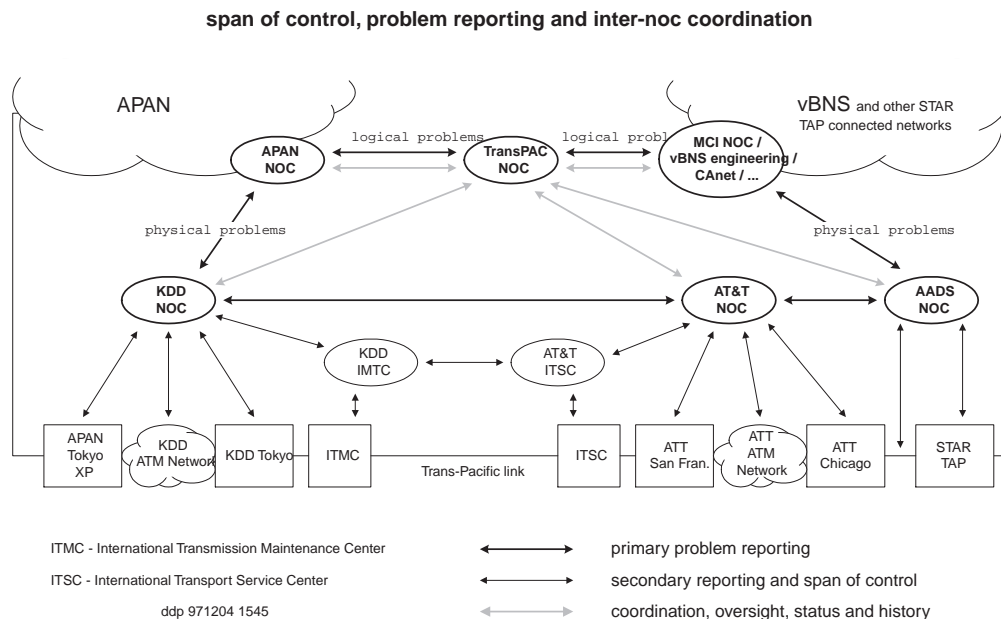 span of control, problem reporting and inter-noc coordination
APAN
vBNS and other STAR
TAP connected networks
logical problems
logical probl
APAN
NOC
TransPAC
NOC
MCI NOC /
vBNS engineering /
CAnet / ...
physical problems
physical problems
KDD
NOC
AT&T
NOC
AADS
NOC
KDD
IMTC
AT&T
ITSC
APAN
Tokyo
XP
KDD
ATM Network
KDD Tokyo
ITMC
Trans-Pacific link
ITSC
ATT
San Fran.
ATT
ATM
Network
ATT
Chicago
STAR
TAP
ITMC - International Transmission Maintenance Center
primary problem reporting
ITSC - International Transport Service Center
secondary reporting and span of control
ddp 971204 1545
coordination, oversight, status and history